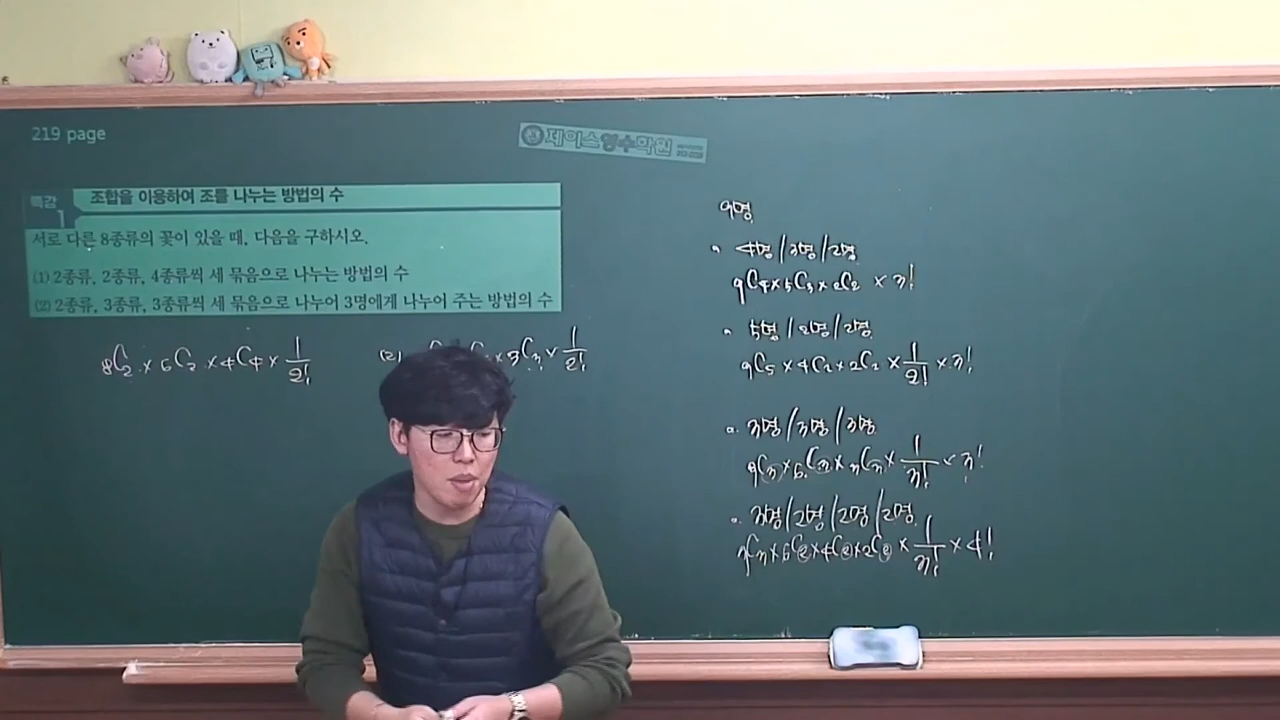 219 page
제이스영수학원
특강 1 조합을 이용하여 조를 나누는 방법의 수
서로 다른 8종류의 꽃이 있을 때, 다음을 구하시오.
(1) 2종류, 2종류, 4종류씩 세 묶음으로 나누는 방법의 수
(2) 2종류, 3종류, 3종류씩 세 묶음으로 나누어 3명에게 나누어 주는 방법의 수
8C2 × 6C2 × 4C4 × 1/2!
(2) 3C3 × 1/2!
9명
4명 / 3명 / 2명
9C4 × 5C3 × 2C2 × 3!
5명 / 2명 / 2명
9C5 × 4C2 × 2C2 × 1/2! × 3!
3명 / 3명 / 3명
9C3 × 6C3 × 3C3 × 1/3! × 3!
3명 / 2명 / 2명 / 2명
9C3 × 6C2 × 4C2 × 2C2 × 1/3! × 4!